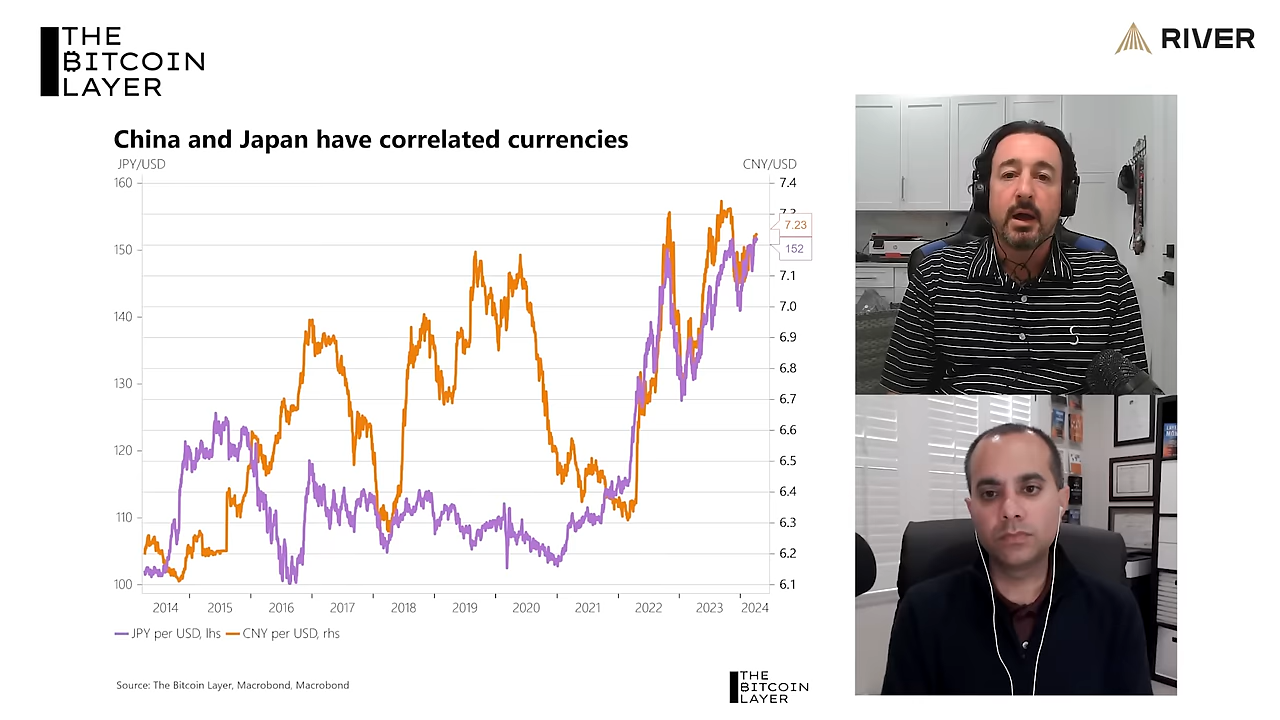 THE
BITCOIN
LAYER
RIVER
China and Japan have correlated currencies
JPY/USD
CNY/USD
160
150
140
130
120
110
100
7.4
7.23
152
7.1
7.0
6.9
6.8
6.7
6.6
6.5
6.4
6.3
6.2
6.1
2014 2015 2016 2017 2018 2019 2020 2021 2022 2023 2024
JPY per USD, lhs CNY per USD, rhs
Source: The Bitcoin Layer, Macrobond, Macrobond
THE
BITCOIN
LAYER